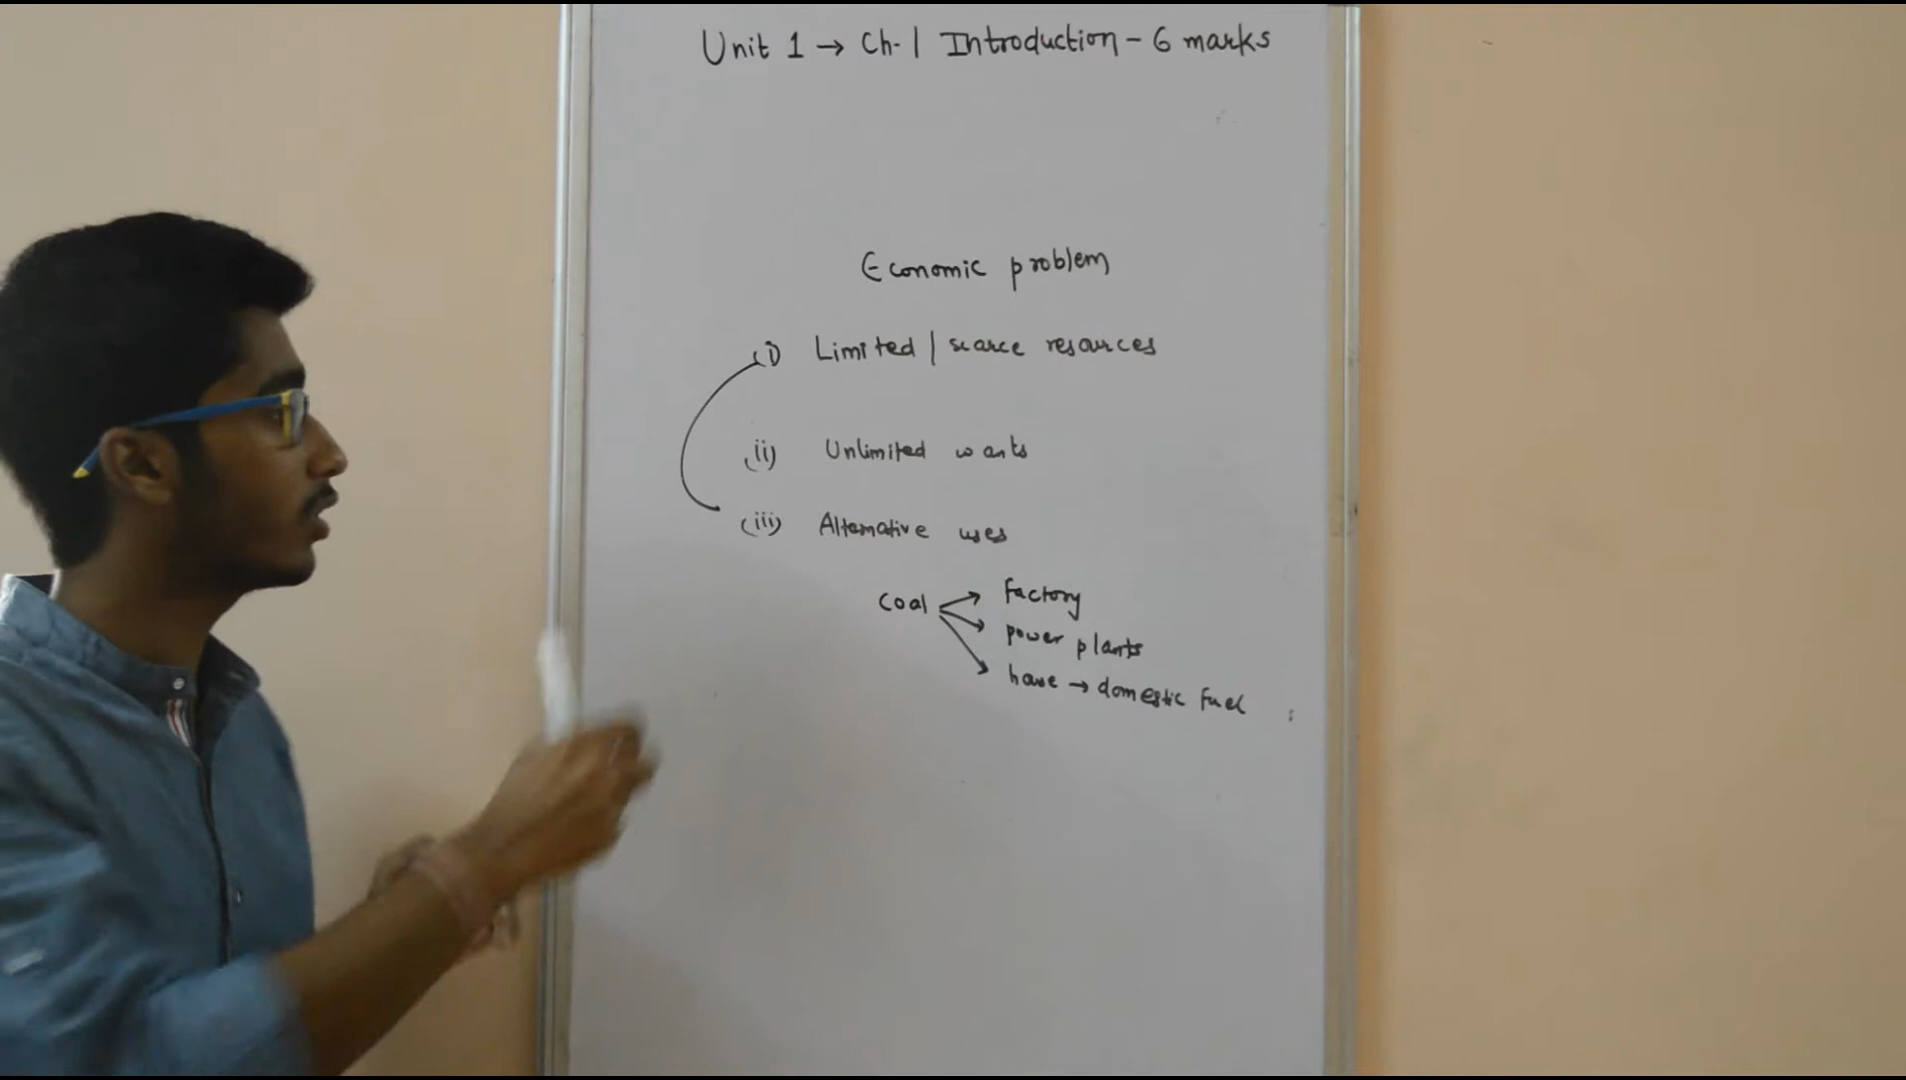 Unit 1 → Ch-1 Introduction - 6 marks
Economic problem
(i) Limited / scarce resources
(ii) Unlimited wants
(iii) Alternative uses
Coal → factory
→ power plants
→ house → domestic fuel